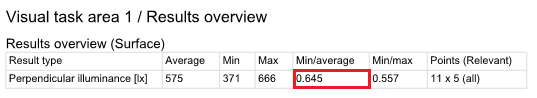 Visual task area 1 / Results overview
Results overview (Surface)
Result type Average Min Max Min/average Min/max Points (Relevant)
Perpendicular illuminance [lx] 575 371 666 0.645 0.557 11 x 5 (all)